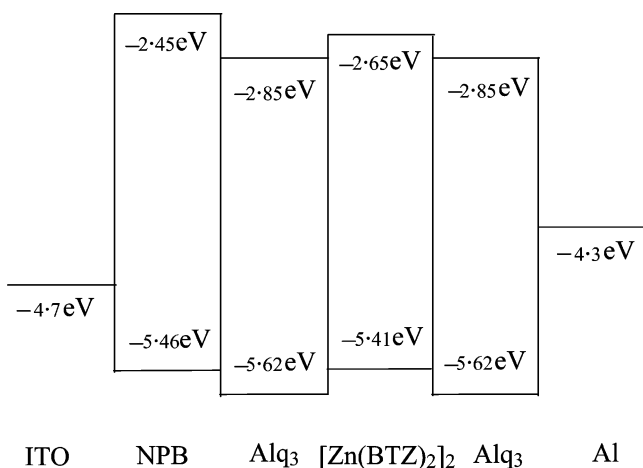 −2·45eV
−2·65eV
−2·85eV
−2·85eV
−4·3eV
−4·7eV
−5·46eV
−5·41eV
−5·62eV
−5·62eV
ITO NPB Alq₃ [Zn(BTZ)₂]₂ Alq₃ Al